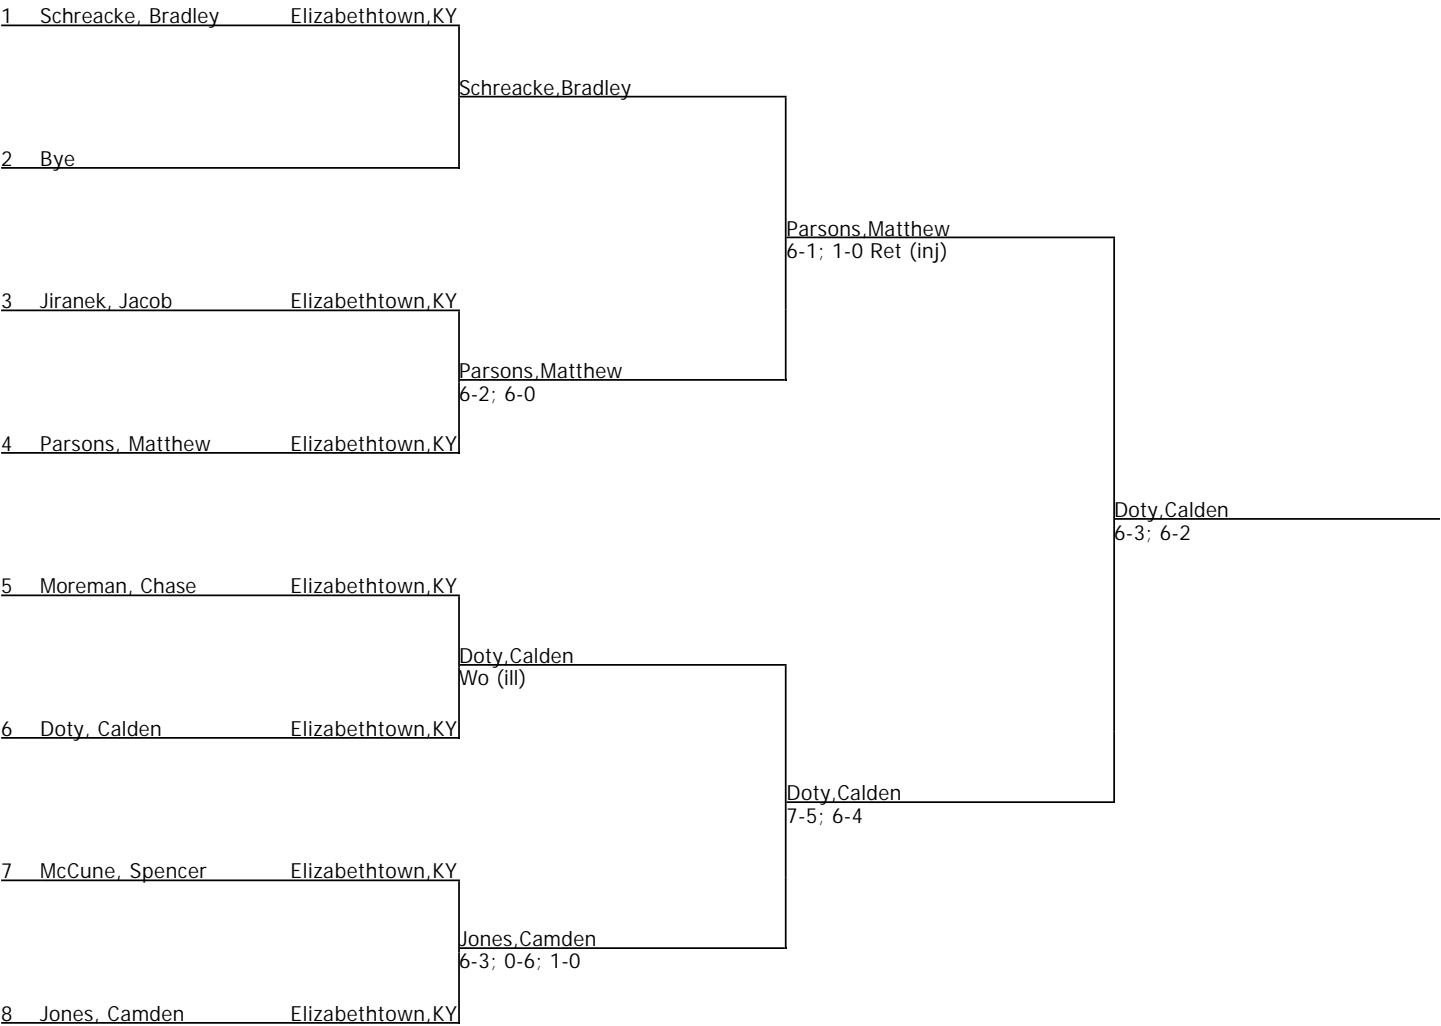 1 Schreacke, Bradley Elizabethtown,KY
Schreacke,Bradley
2 Bye
Parsons,Matthew
6-1; 1-0 Ret (inj)
3 Jiranek, Jacob Elizabethtown,KY
Parsons,Matthew
6-2; 6-0
4 Parsons, Matthew Elizabethtown,KY
Doty,Calden
6-3; 6-2
5 Moreman, Chase Elizabethtown,KY
Doty,Calden
Wo (ill)
6 Doty, Calden Elizabethtown,KY
Doty,Calden
7-5; 6-4
7 McCune, Spencer Elizabethtown,KY
Jones,Camden
6-3; 0-6; 1-0
8 Jones, Camden Elizabethtown,KY